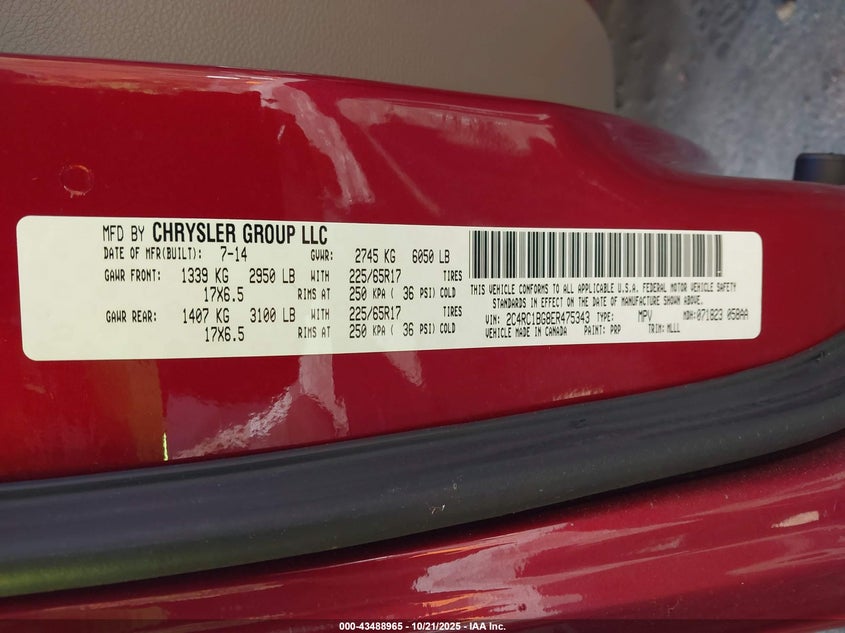 MFD BY CHRYSLER GROUP LLC
DATE OF MFR(BUILT): 7-14 GVWR: 2745 KG 6050 LB
GAWR FRONT: 1339 KG 2950 LB WITH 225/65R17 TIRES
17X6.5 RIMS AT 250 KPA ( 36 PSI) COLD
GAWR REAR: 1407 KG 3100 LB WITH 225/65R17 TIRES
17X6.5 RIMS AT 250 KPA ( 36 PSI) COLD
THIS VEHICLE CONFORMS TO ALL APPLICABLE U.S.A. FEDERAL MOTOR VEHICLE SAFETY
STANDARDS IN EFFECT ON THE DATE OF MANUFACTURE SHOWN ABOVE.
VIN: 2C4RC1BG8ER475343 TYPE: MPV MDH: 071823 058AA
VEHICLE MADE IN CANADA PAINT: PRP TRIM: MLLL
000-43488965 - 10/21/2025 - IAA Inc.